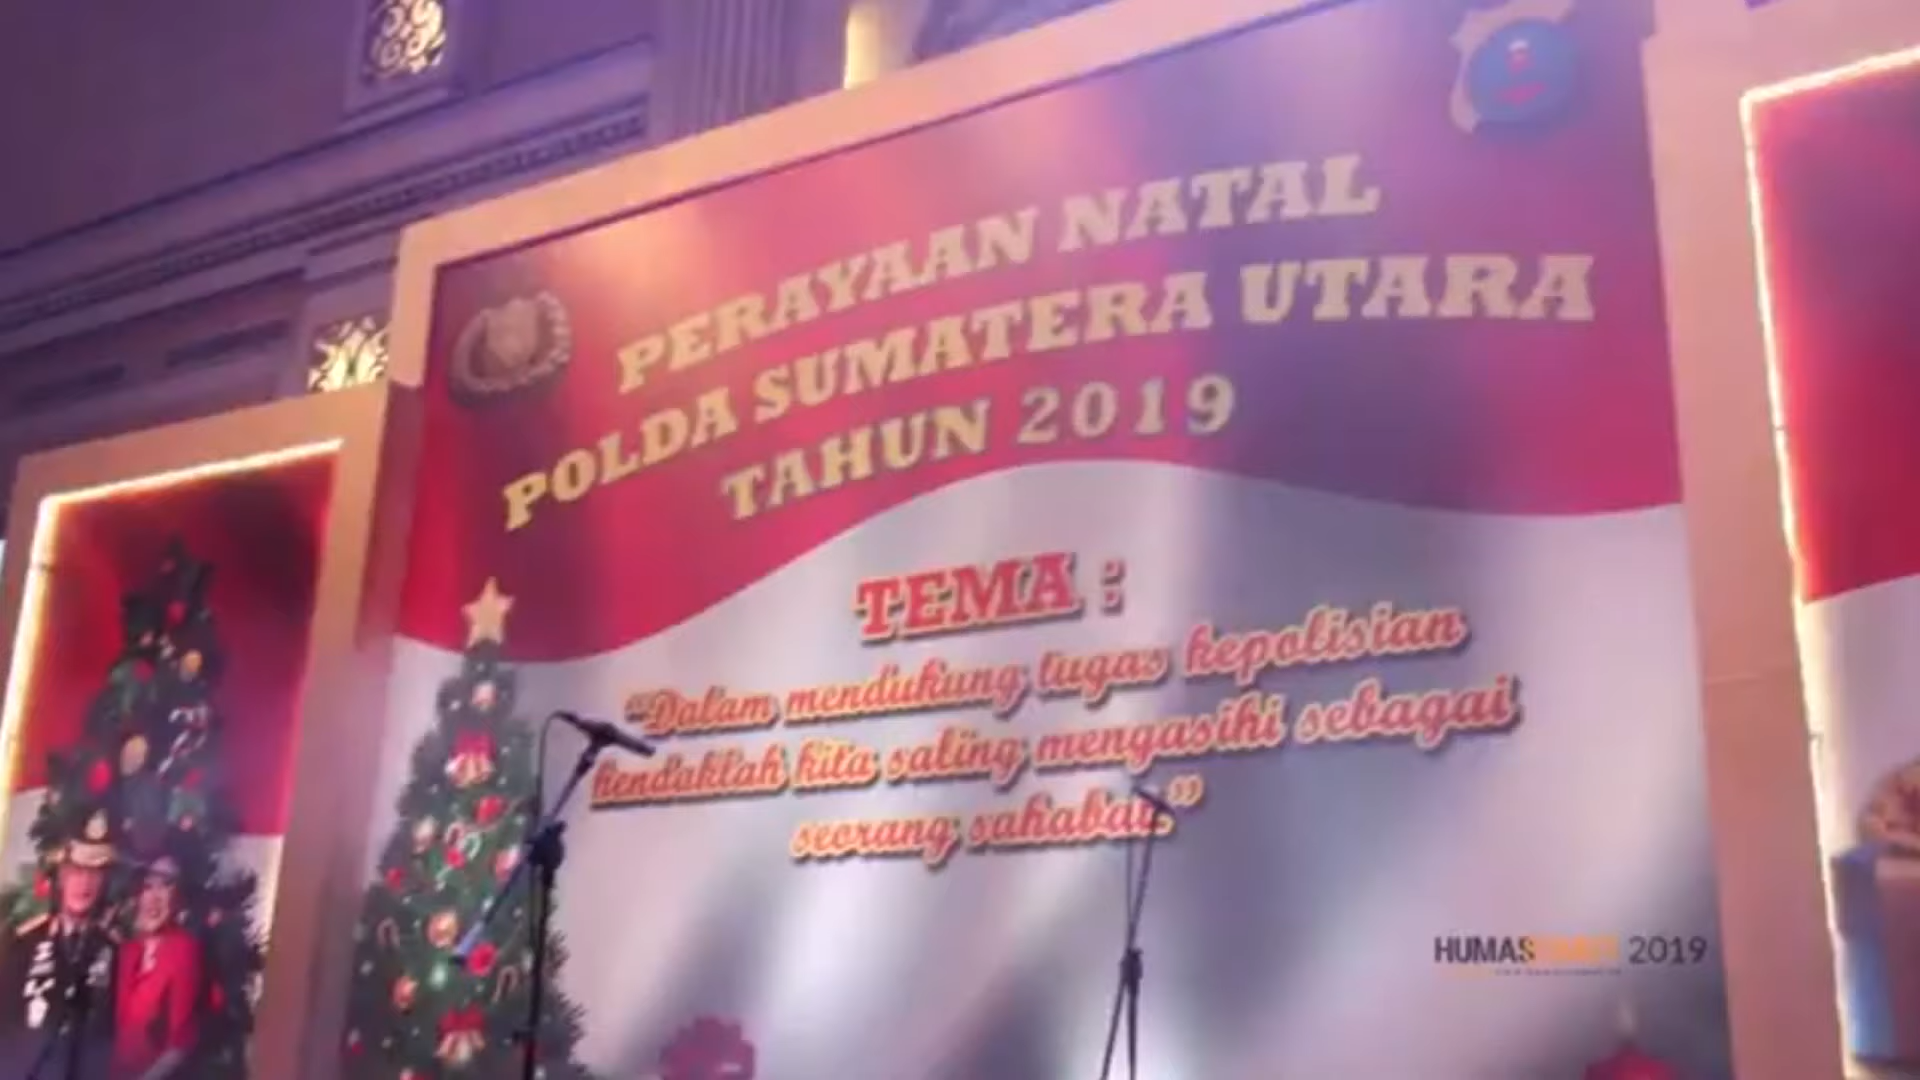 PERAYAAN NATAL
POLDA SUMATERA UTARA
TAHUN 2019
TEMA :
"Dalam mendukung tugas kepolisian
hendaklah kita saling mengasihi sebagai
seorang sahabat."
HUMAS 2019